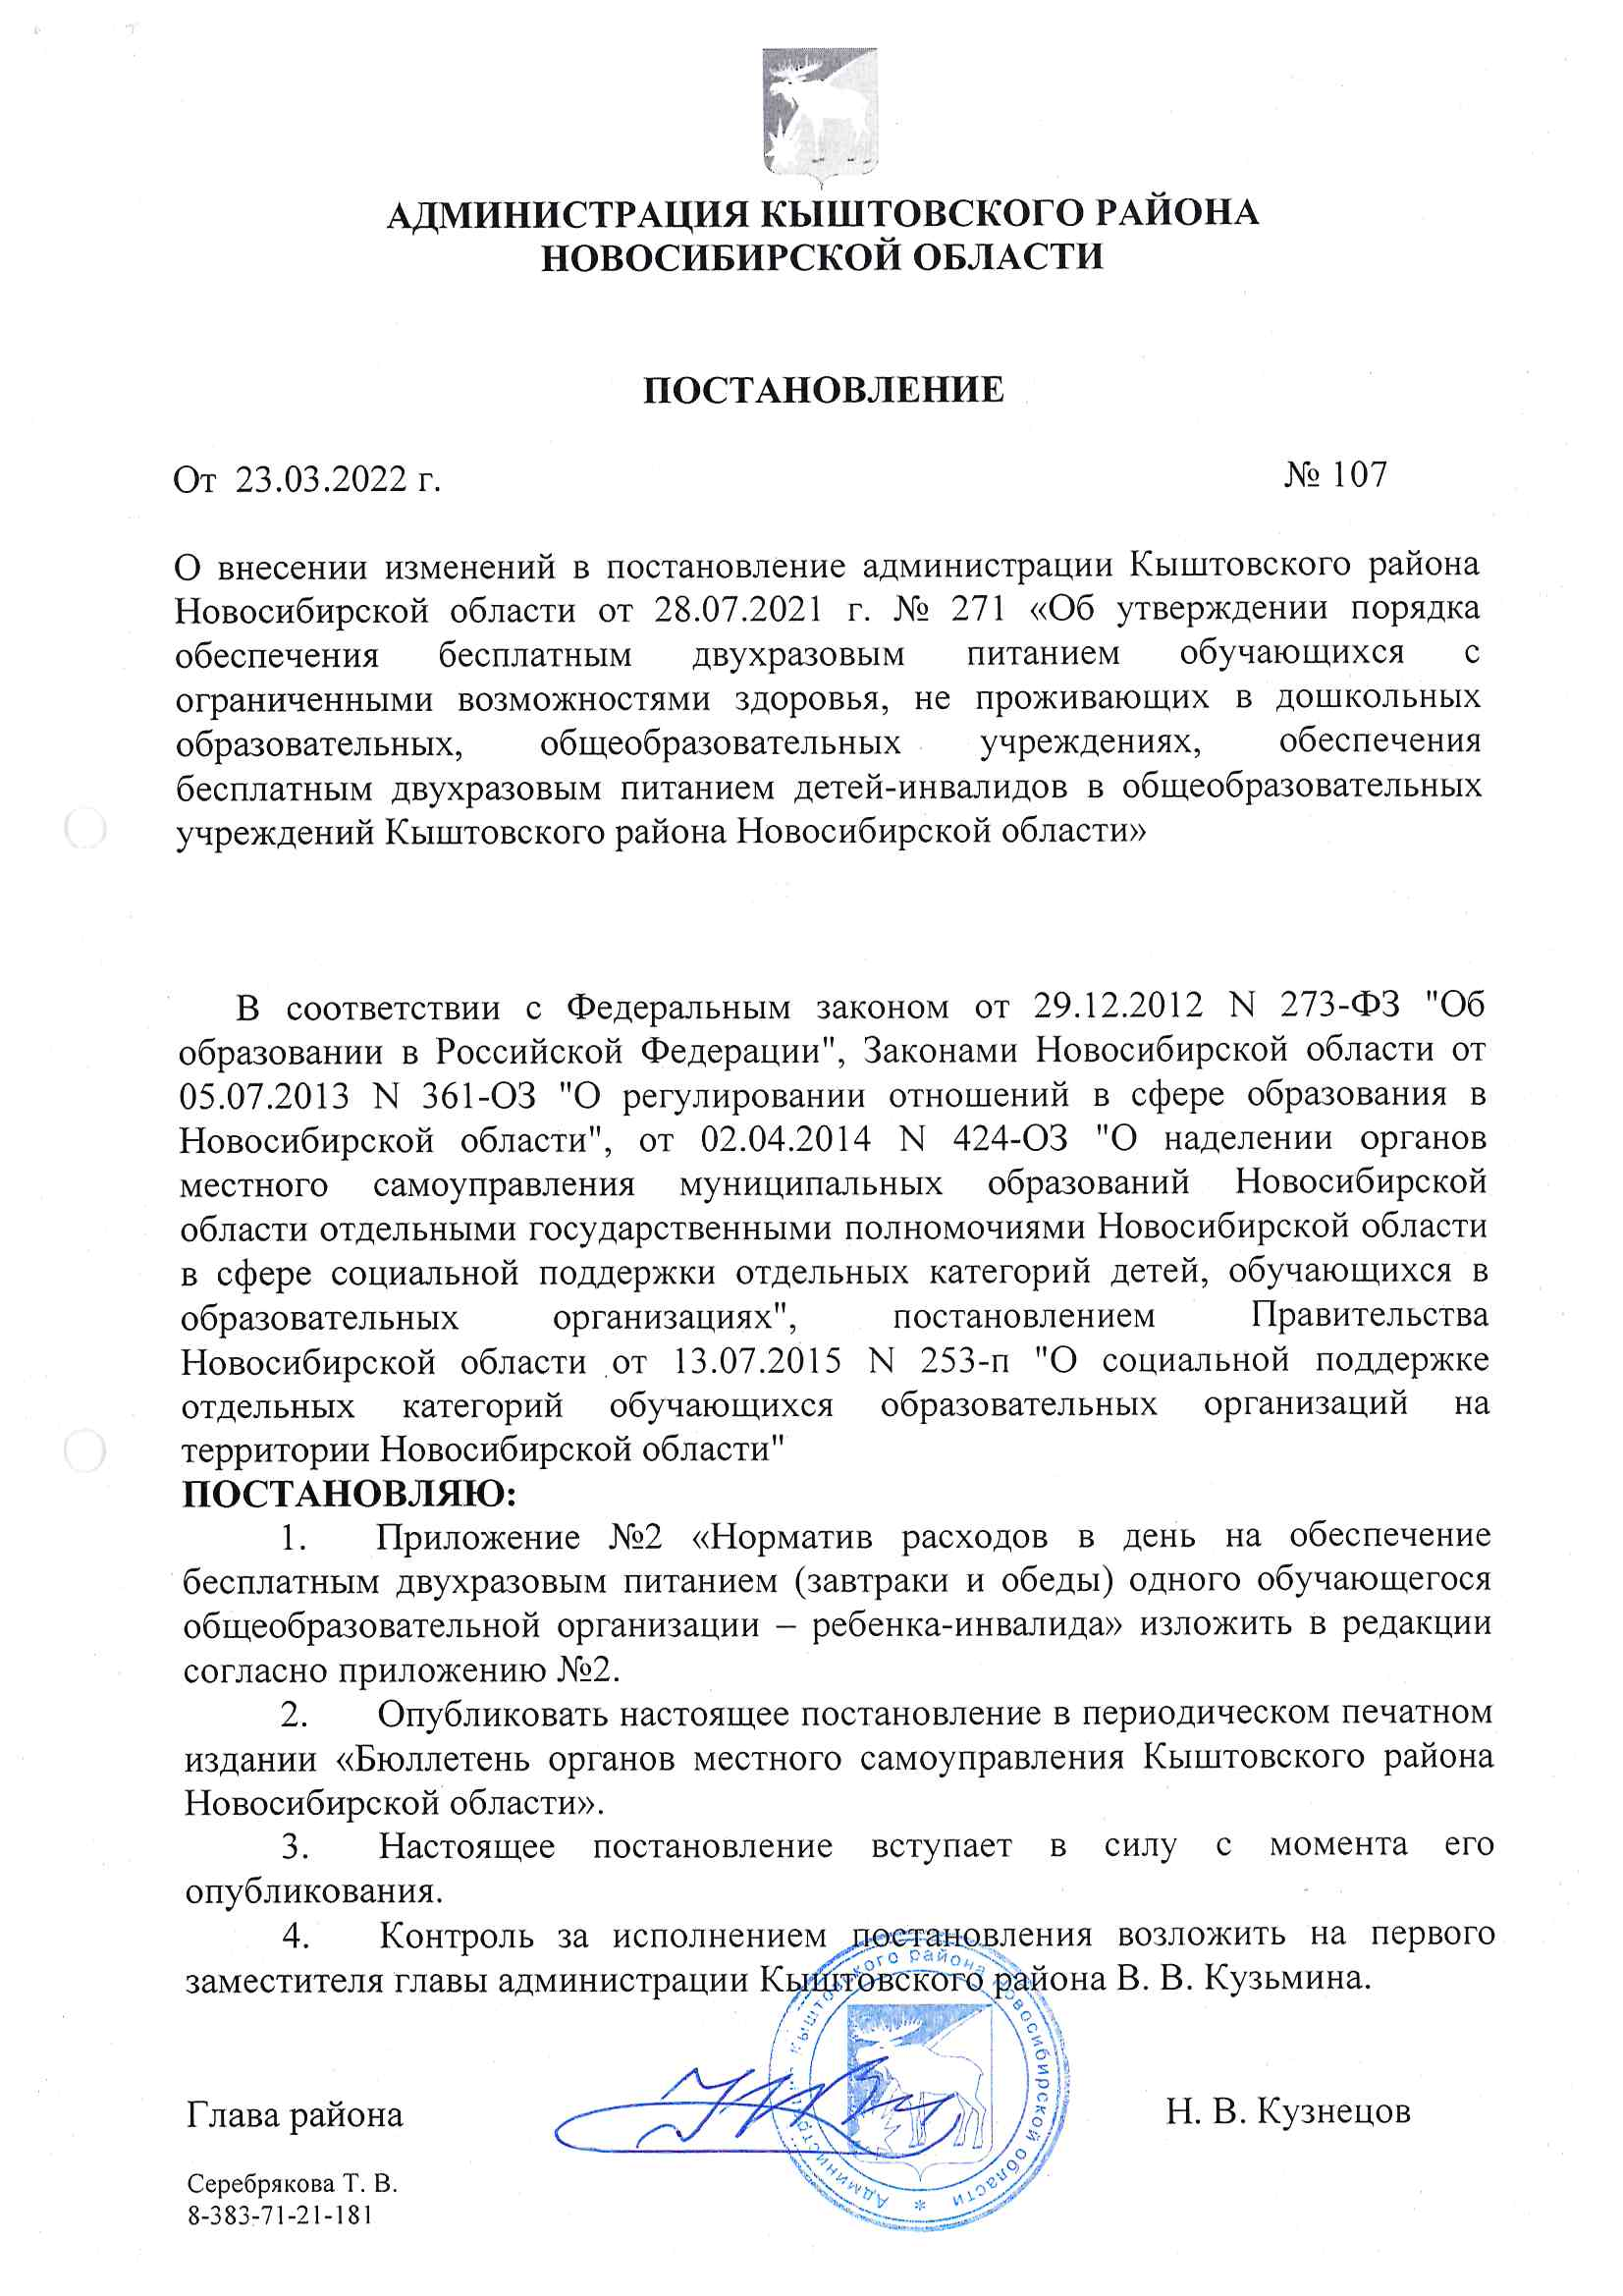 АДМИНИСТРАЦИЯ КЫШТОВСКОГО РАЙОНА
НОВОСИБИРСКОЙ ОБЛАСТИ
ПОСТАНОВЛЕНИЕ
От 23.03.2022 г. № 107
О внесении изменений в постановление администрации Кыштовского района
Новосибирской области от 28.07.2021 г. № 271 «Об утверждении порядка
обеспечения бесплатным двухразовым питанием обучающихся с
ограниченными возможностями здоровья, не проживающих в дошкольных
образовательных, общеобразовательных учреждениях, обеспечения
бесплатным двухразовым питанием детей-инвалидов в общеобразовательных
учреждений Кыштовского района Новосибирской области»
В соответствии с Федеральным законом от 29.12.2012 N 273-ФЗ "Об
образовании в Российской Федерации", Законами Новосибирской области от
05.07.2013 N 361-ОЗ "О регулировании отношений в сфере образования в
Новосибирской области", от 02.04.2014 N 424-ОЗ "О наделении органов
местного самоуправления муниципальных образований Новосибирской
области отдельными государственными полномочиями Новосибирской области
в сфере социальной поддержки отдельных категорий детей, обучающихся в
образовательных организациях", постановлением Правительства
Новосибирской области от 13.07.2015 N 253-п "О социальной поддержке
отдельных категорий обучающихся образовательных организаций на
территории Новосибирской области"
ПОСТАНОВЛЯЮ:
1. Приложение №2 «Норматив расходов в день на обеспечение
бесплатным двухразовым питанием (завтраки и обеды) одного обучающегося
общеобразовательной организации – ребенка-инвалида» изложить в редакции
согласно приложению №2.
2. Опубликовать настоящее постановление в периодическом печатном
издании «Бюллетень органов местного самоуправления Кыштовского района
Новосибирской области».
3. Настоящее постановление вступает в силу с момента его
опубликования.
4. Контроль за исполнением постановления возложить на первого
заместителя главы администрации Кыштовского района В. В. Кузьмина.
Администрация Кыштовского района Новосибирской области *
Глава района Н. В. Кузнецов
Серебрякова Т. В.
8-383-71-21-181